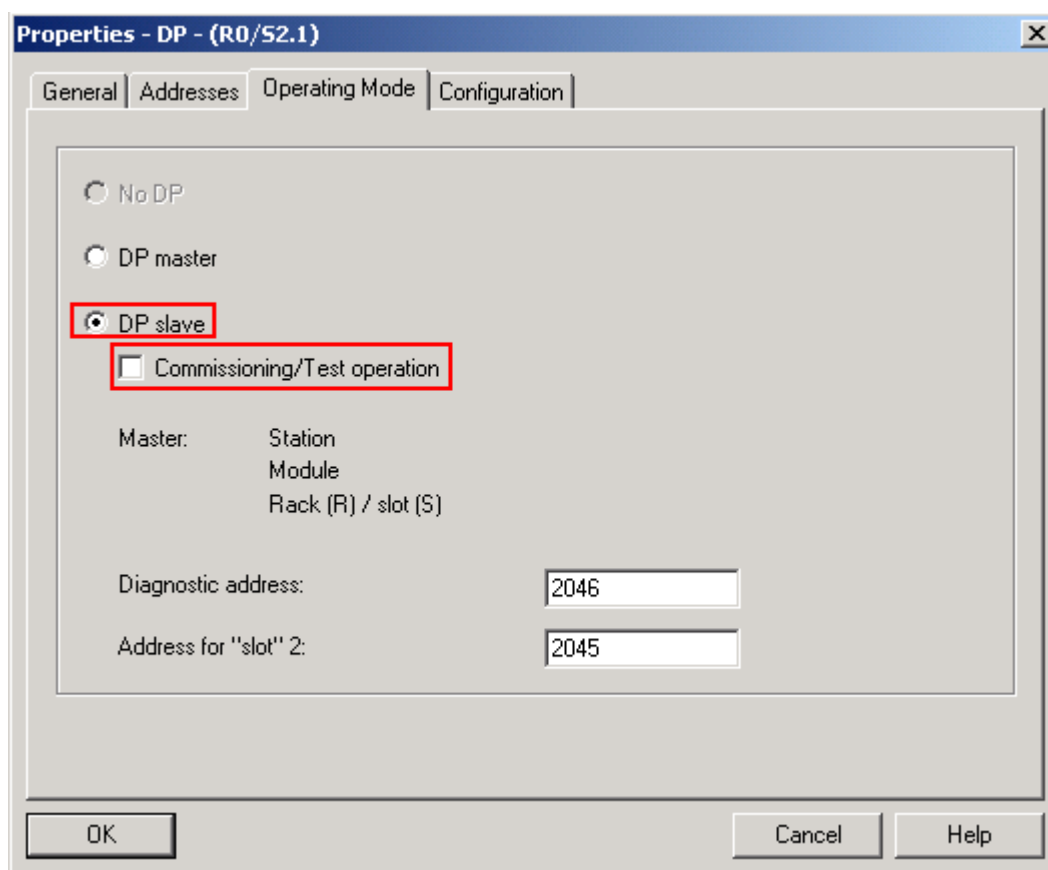 Properties - DP - (R0/S2.1)
General Addresses Operating Mode Configuration
No DP
DP master
DP slave
Commissioning/Test operation
Master: Station
Module
Rack (R) / slot (S)
Diagnostic address: 2046
Address for "slot" 2: 2045
OK Cancel Help